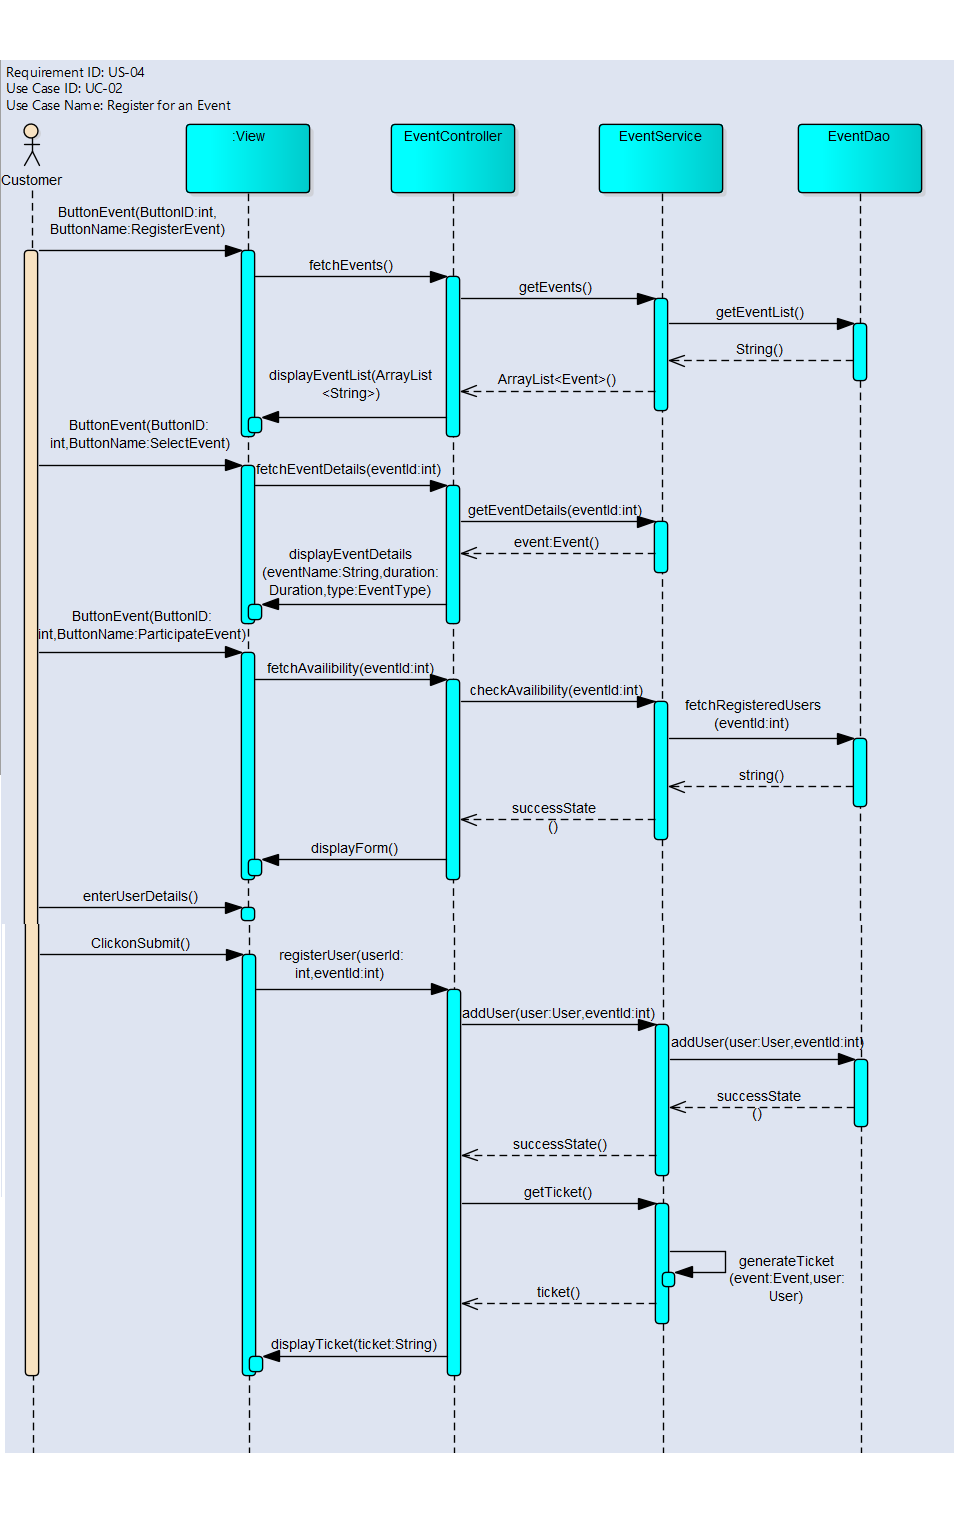 Requirement ID: US-04
Use Case ID: UC-02
Use Case Name: Register for an Event
:View
EventController
EventService
EventDao
Customer
ButtonEvent(ButtonID:int,
ButtonName:RegisterEvent)
fetchEvents()
getEvents()
getEventList()
String()
displayEventList(ArrayList
<String>)
ArrayList<Event>()
ButtonEvent(ButtonID:
int,ButtonName:SelectEvent)
fetchEventDetails(eventId:int)
getEventDetails(eventId:int)
event:Event()
displayEventDetails
(eventName:String,duration:
Duration,type:EventType)
ButtonEvent(ButtonID:
int,ButtonName:ParticipateEvent)
fetchAvailibility(eventId:int)
checkAvailibility(eventId:int)
fetchRegisteredUsers
(eventId:int)
string()
successState
()
displayForm()
enterUserDetails()
ClickonSubmit()
registerUser(userId:
int,eventId:int)
addUser(user:User,eventId:int)
addUser(user:User,eventId:int)
successState
()
successState()
getTicket()
generateTicket
(event:Event,user:
User)
ticket()
displayTicket(ticket:String)